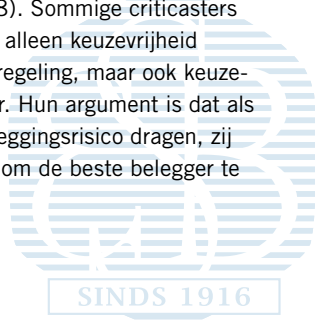 3). Sommige criticasters
alleen keuzevrijheid
regeling, maar ook keuze-
r. Hun argument is dat als
eggingsrisico dragen, zij
om de beste belegger te
SINDS 1916